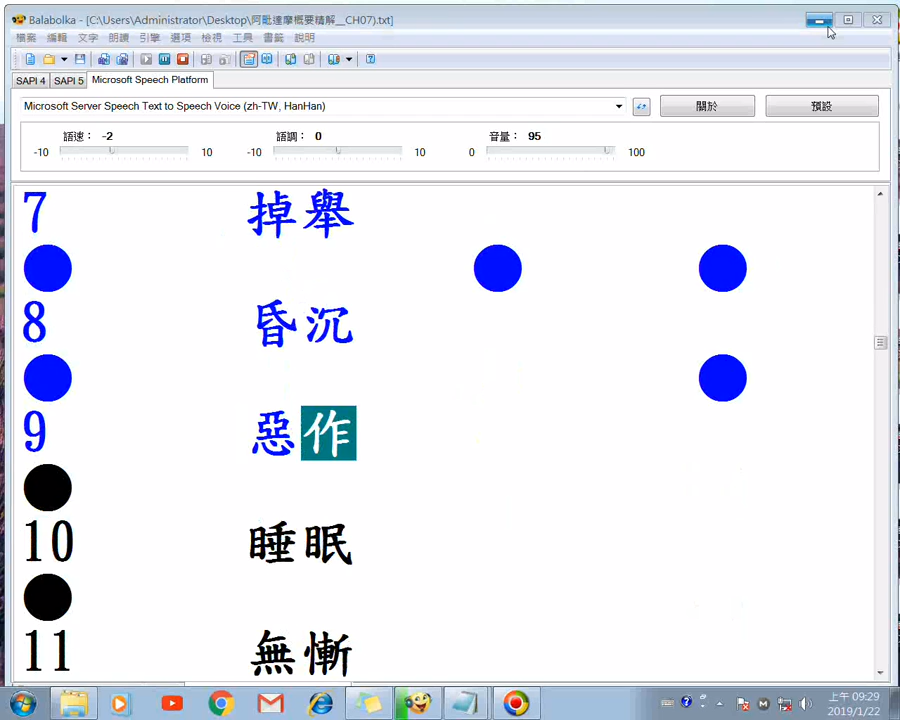 Balabolka - [C:\Users\Administrator\Desktop\阿毗達摩概要精解__CH07).txt]
檔案 編輯 文字 朗讀 引擎 選項 檢視 工具 書籤 說明
SAPI 4 SAPI 5 Microsoft Speech Platform
Microsoft Server Speech Text to Speech Voice (zh-TW, HanHan) 關於 預設
語速： -2 語調： 0 音量： 95
-10 10 -10 10 0 100
7 掉舉
8 昏沉
9 惡作
10 睡眠
11 無慚
上午 09:29
2019/1/22